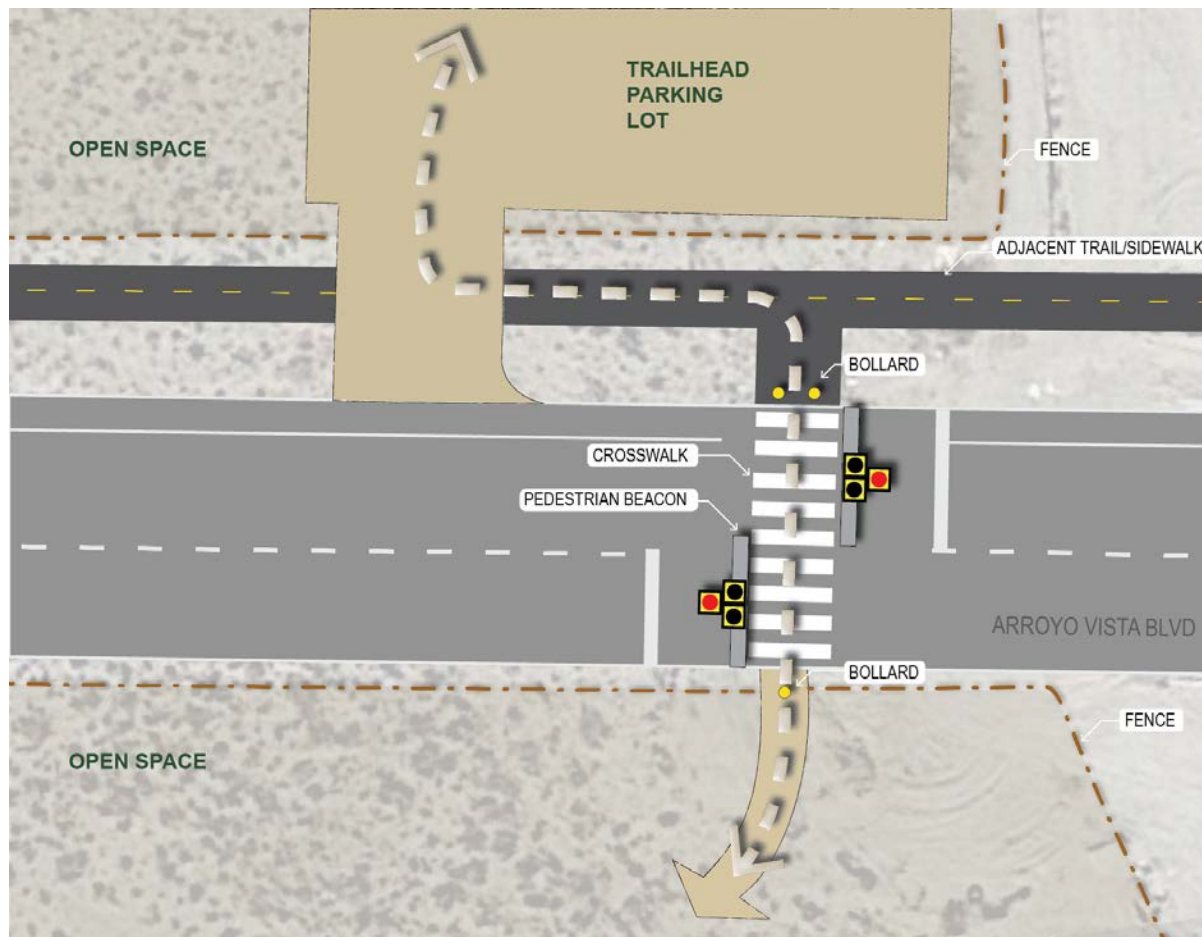 TRAILHEAD
PARKING
LOT
OPEN SPACE
FENCE
ADJACENT TRAIL/SIDEWALK
BOLLARD
CROSSWALK
PEDESTRIAN BEACON
ARROYO VISTA BLVD
BOLLARD
FENCE
OPEN SPACE